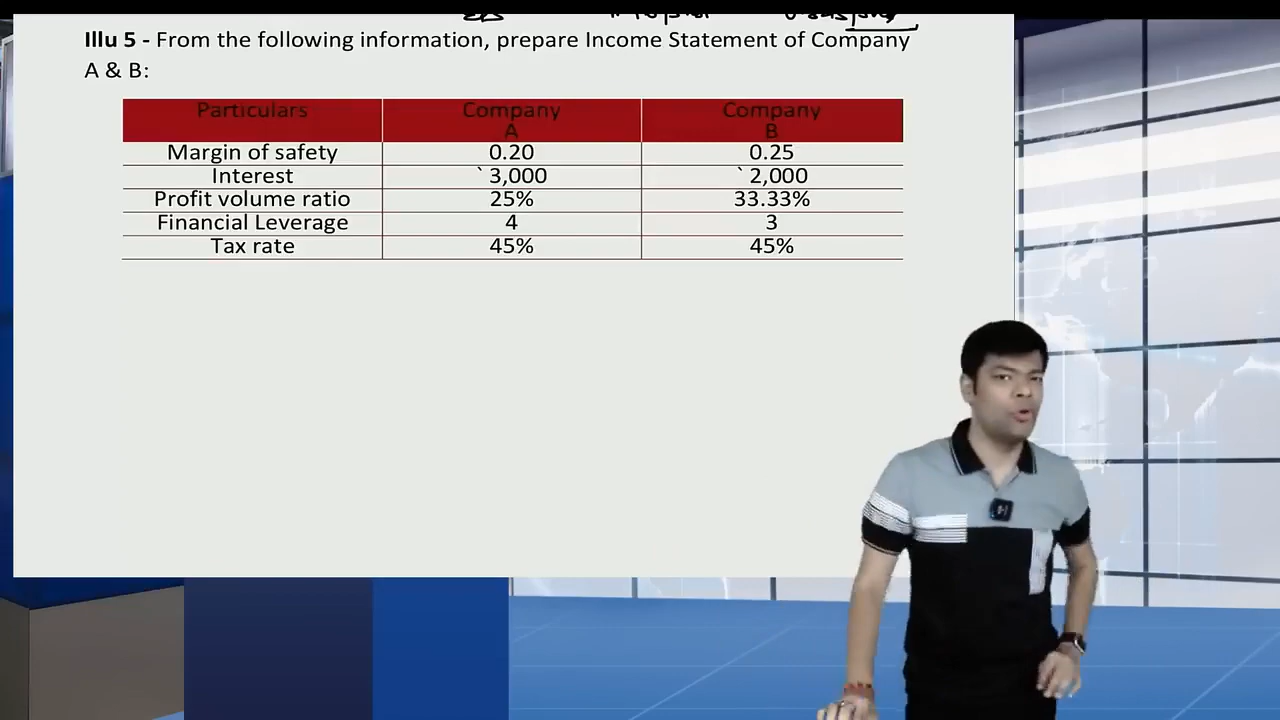 Illu 5 - From the following information, prepare Income Statement of Company
A & B:
Particulars Company A Company B
Margin of safety 0.20 0.25
Interest ` 3,000 ` 2,000
Profit volume ratio 25% 33.33%
Financial Leverage 4 3
Tax rate 45% 45%